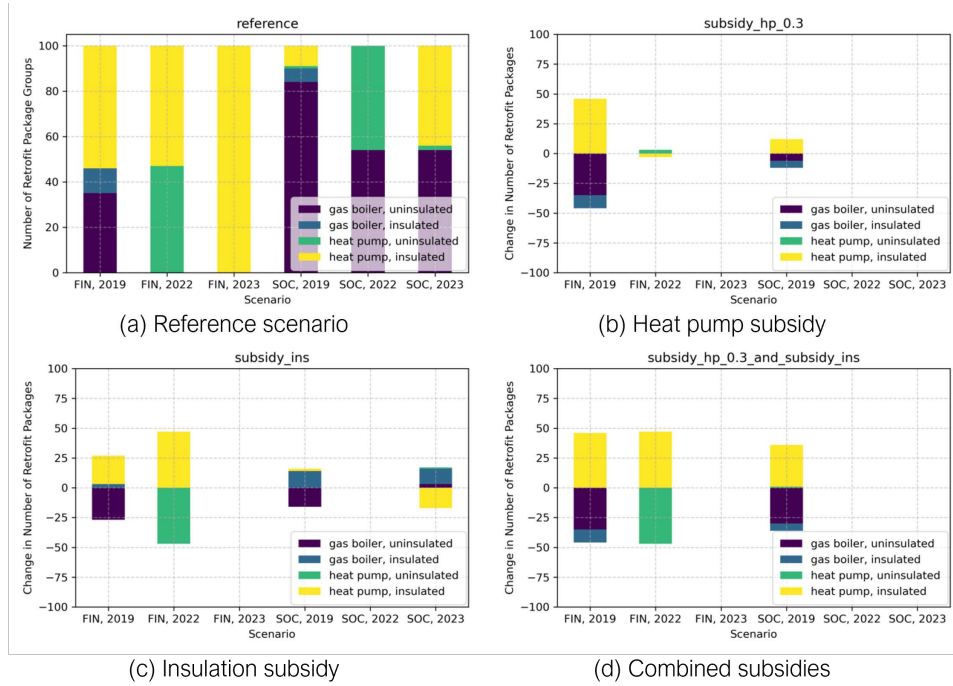 reference
Number of Retrofit Package Groups
100
80
60
40
20
0
gas boiler, uninsulated
gas boiler, insulated
heat pump, uninsulated
heat pump, insulated
FIN, 2019 FIN, 2022 FIN, 2023 SOC, 2019 SOC, 2022 SOC, 2023
Scenario
(a) Reference scenario
subsidy_hp_0.3
Change in Number of Retrofit Packages
100
75
50
25
0
−25
−50
−75
−100
gas boiler, uninsulated
gas boiler, insulated
heat pump, uninsulated
heat pump, insulated
FIN, 2019 FIN, 2022 FIN, 2023 SOC, 2019 SOC, 2022 SOC, 2023
Scenario
(b) Heat pump subsidy
subsidy_ins
Change in Number of Retrofit Packages
100
75
50
25
0
−25
−50
−75
−100
gas boiler, uninsulated
gas boiler, insulated
heat pump, uninsulated
heat pump, insulated
FIN, 2019 FIN, 2022 FIN, 2023 SOC, 2019 SOC, 2022 SOC, 2023
Scenario
(c) Insulation subsidy
subsidy_hp_0.3_and_subsidy_ins
Change in Number of Retrofit Packages
100
75
50
25
0
−25
−50
−75
−100
gas boiler, uninsulated
gas boiler, insulated
heat pump, uninsulated
heat pump, insulated
FIN, 2019 FIN, 2022 FIN, 2023 SOC, 2019 SOC, 2022 SOC, 2023
Scenario
(d) Combined subsidies